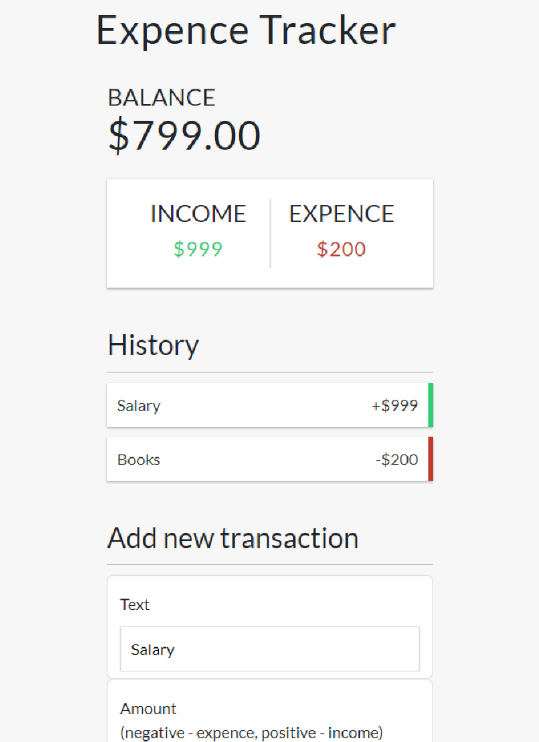 Expence Tracker
BALANCE
$799.00
INCOME EXPENCE
$999 $200
History
Salary +$999
Books -$200
Add new transaction
Text
Salary
Amount
(negative - expence, positive - income)